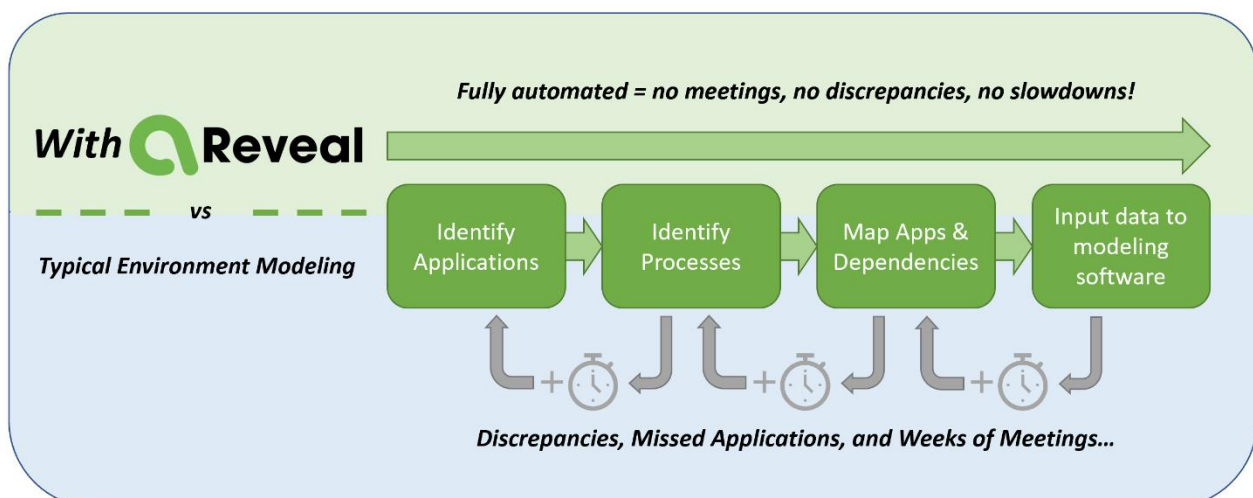 Fully automated = no meetings, no discrepancies, no slowdowns!
With Reveal
vs
Typical Environment Modeling
Identify
Applications
Identify
Processes
Map Apps &
Dependencies
Input data to
modeling
software
+
+
+
Discrepancies, Missed Applications, and Weeks of Meetings…